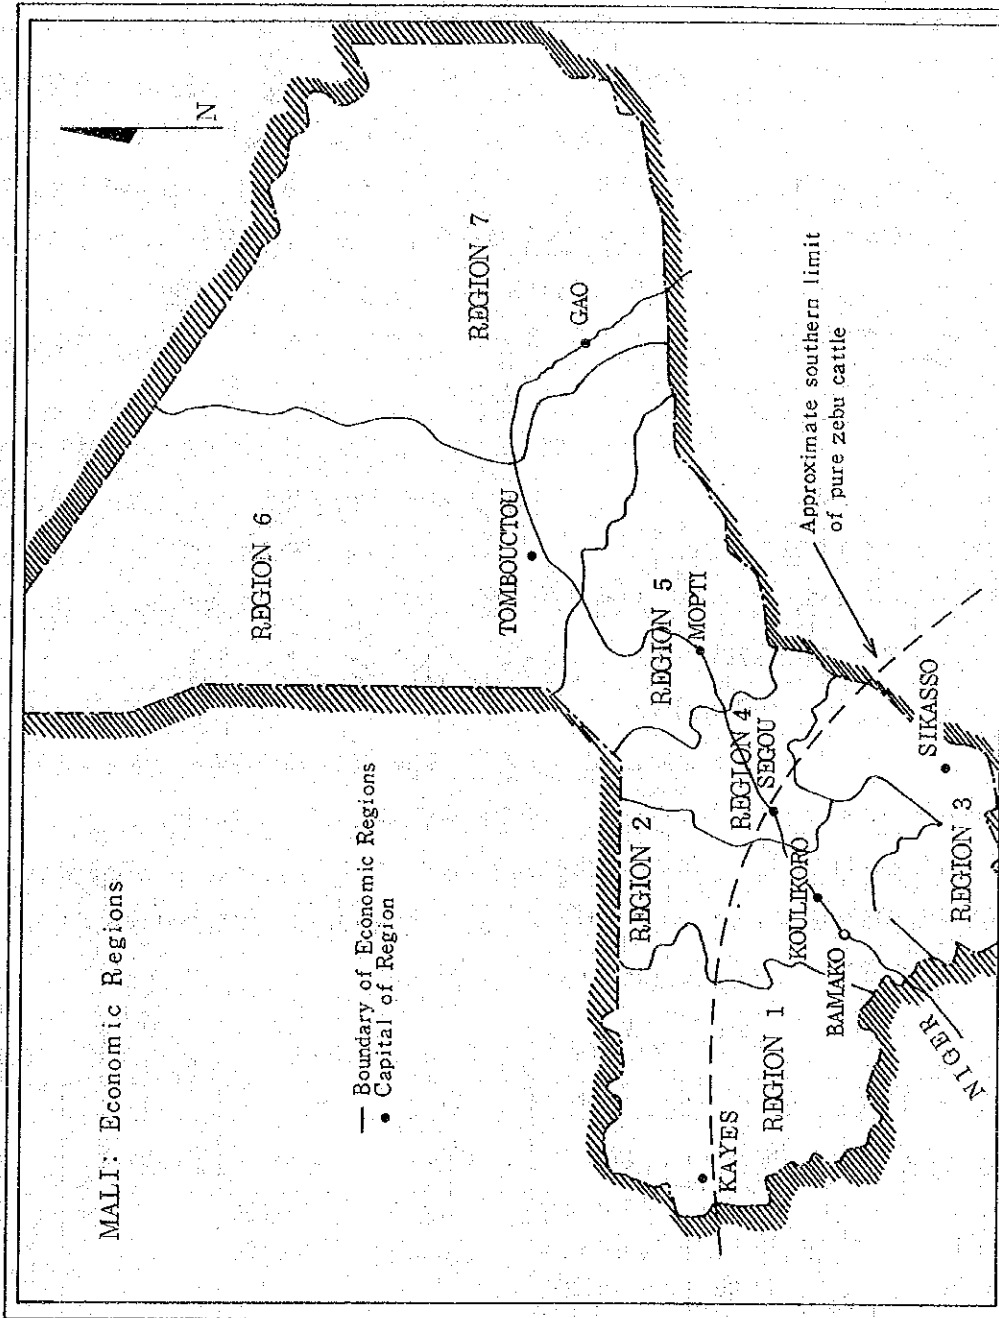 MALI: Economic Regions
— Boundary of Economic Regions
• Capital of Region
N
REGION 6
REGION 7
TOMBOUCTOU
GAO
REGION 5
MOPTI
REGION 4
SEGOU
REGION 2
KOULIKORO
BAMAKO
REGION 1
KAYES
NIGER
REGION 3
SIKASSO
Approximate southern limit
of pure zebu cattle